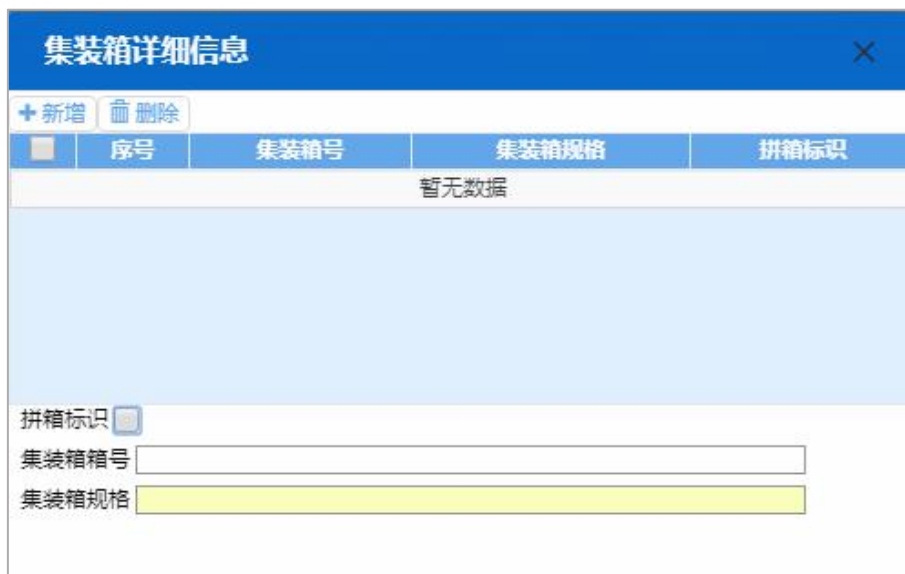 集装箱详细信息
新增 删除
序号 集装箱号 集装箱规格 拼箱标识
暂无数据
拼箱标识
集装箱箱号
集装箱规格